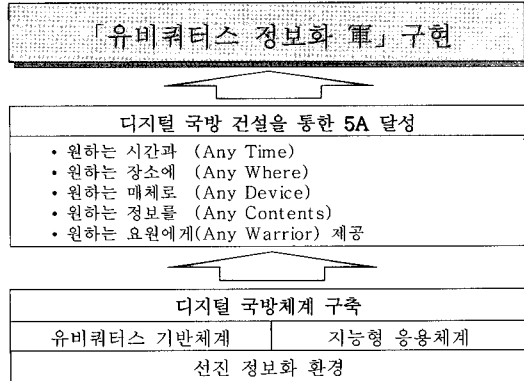 「유비쿼터스 정보화 軍」 구현
디지털 국방 건설을 통한 5A 달성
• 원하는 시간과 (Any Time)
• 원하는 장소에 (Any Where)
• 원하는 매체로 (Any Device)
• 원하는 정보를 (Any Contents)
• 원하는 요원에게(Any Warrior) 제공
디지털 국방체계 구축
유비쿼터스 기반체계 지능형 응용체계
선진 정보화 환경